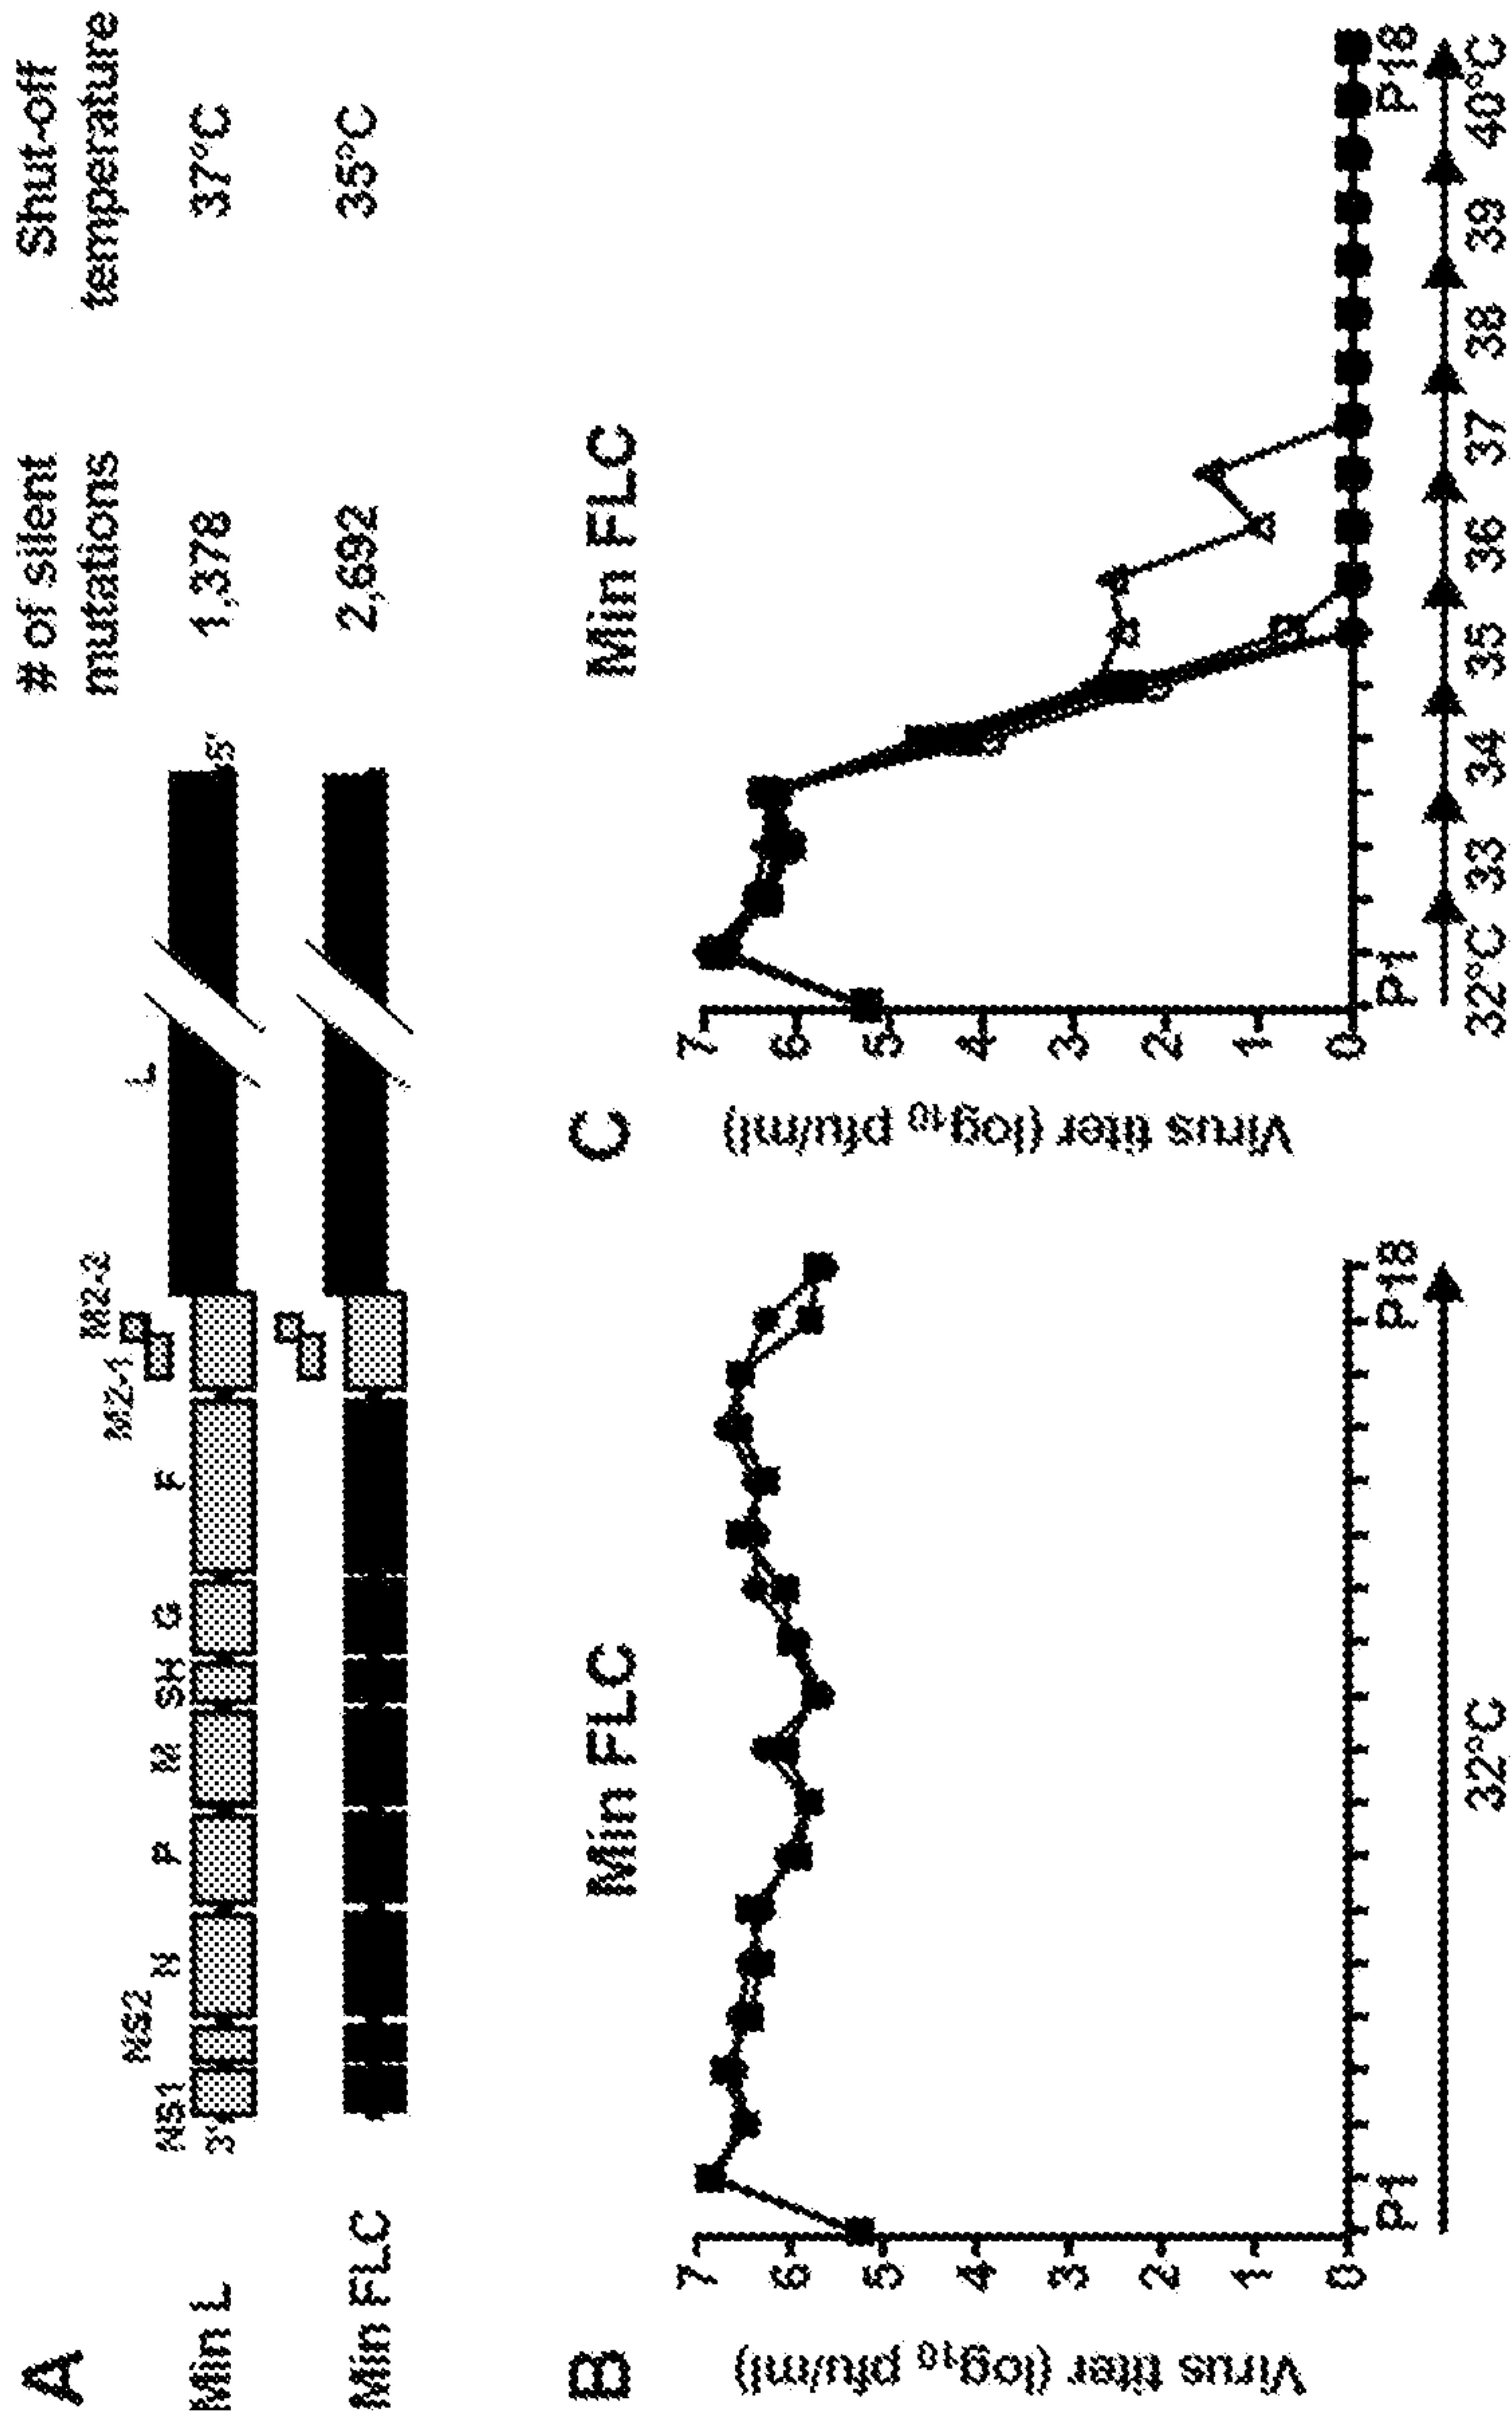 A
# of silent mutations
Shut-off temperature
NS1
NS2
N
P
M
SH
G
F
M2-1
M2-2
L
Min L
3'
5'
1,378
37°C
Min FLC
2,692
35°C
B
Min FLC
Virus titer (log10 pfu/ml)
7
6
5
4
3
2
1
0
P1
P18
32°C
C
Min FLC
Virus titer (log10 pfu/ml)
7
6
5
4
3
2
1
0
P1
P18
32°C 33 34 35 36 37 38 39 40°C